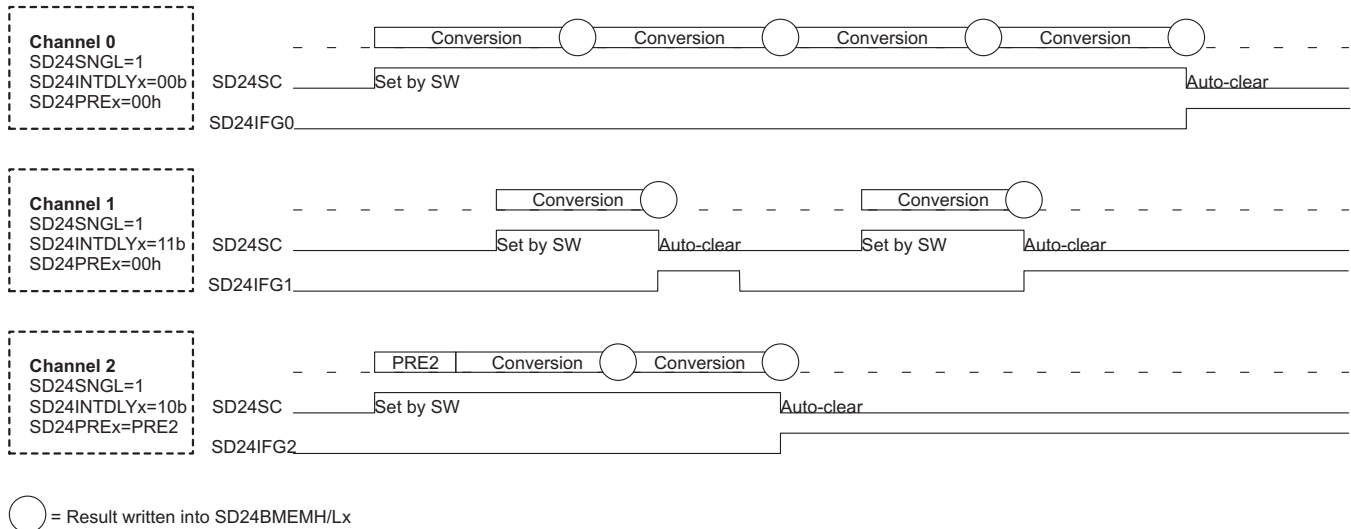 Channel 0
SD24SNGL=1
SD24INTDLYx=00b
SD24PREx=00h
Conversion Conversion Conversion Conversion
SD24SC Set by SW Auto-clear
SD24IFG0
Channel 1
SD24SNGL=1
SD24INTDLYx=11b
SD24PREx=00h
Conversion Conversion
SD24SC Set by SW Auto-clear Set by SW Auto-clear
SD24IFG1
Channel 2
SD24SNGL=1
SD24INTDLYx=10b
SD24PREx=PRE2
PRE2 Conversion Conversion
SD24SC Set by SW Auto-clear
SD24IFG2
= Result written into SD24BMEMH/Lx